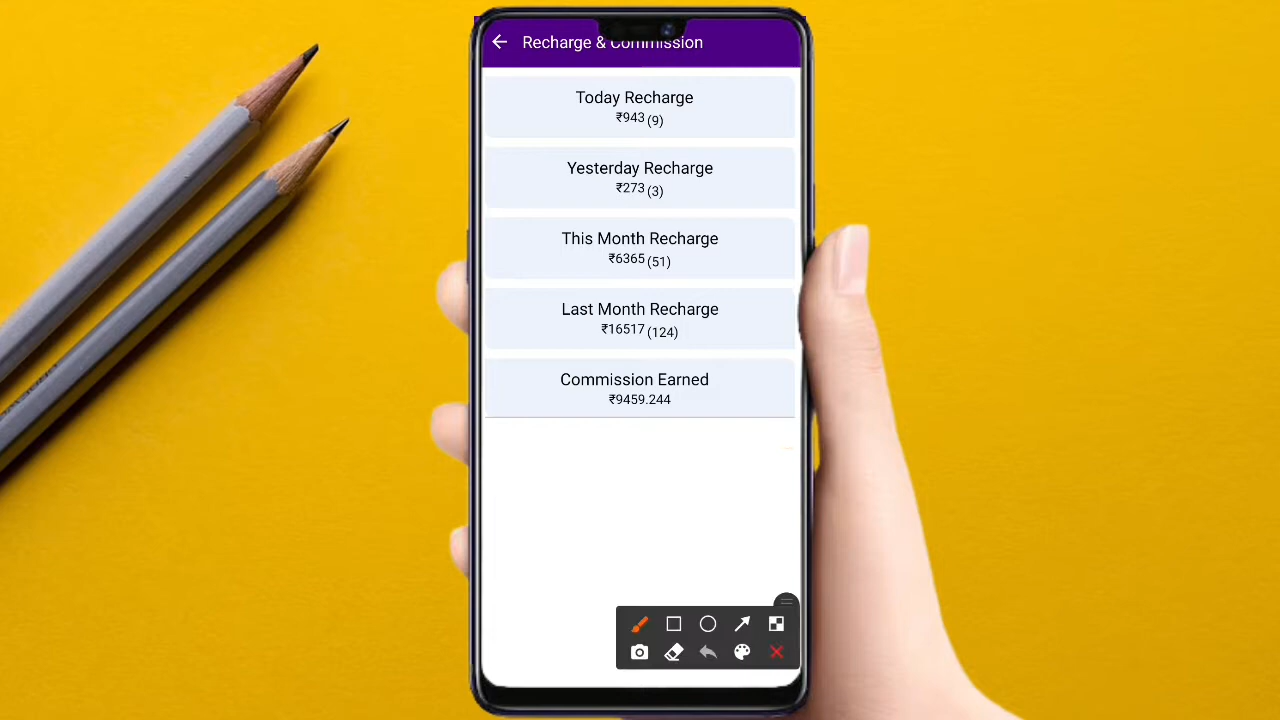 Recharge & Commission
Today Recharge
₹943 (9)
Yesterday Recharge
₹273 (3)
This Month Recharge
₹6365 (51)
Last Month Recharge
₹16517 (124)
Commission Earned
₹9459.244